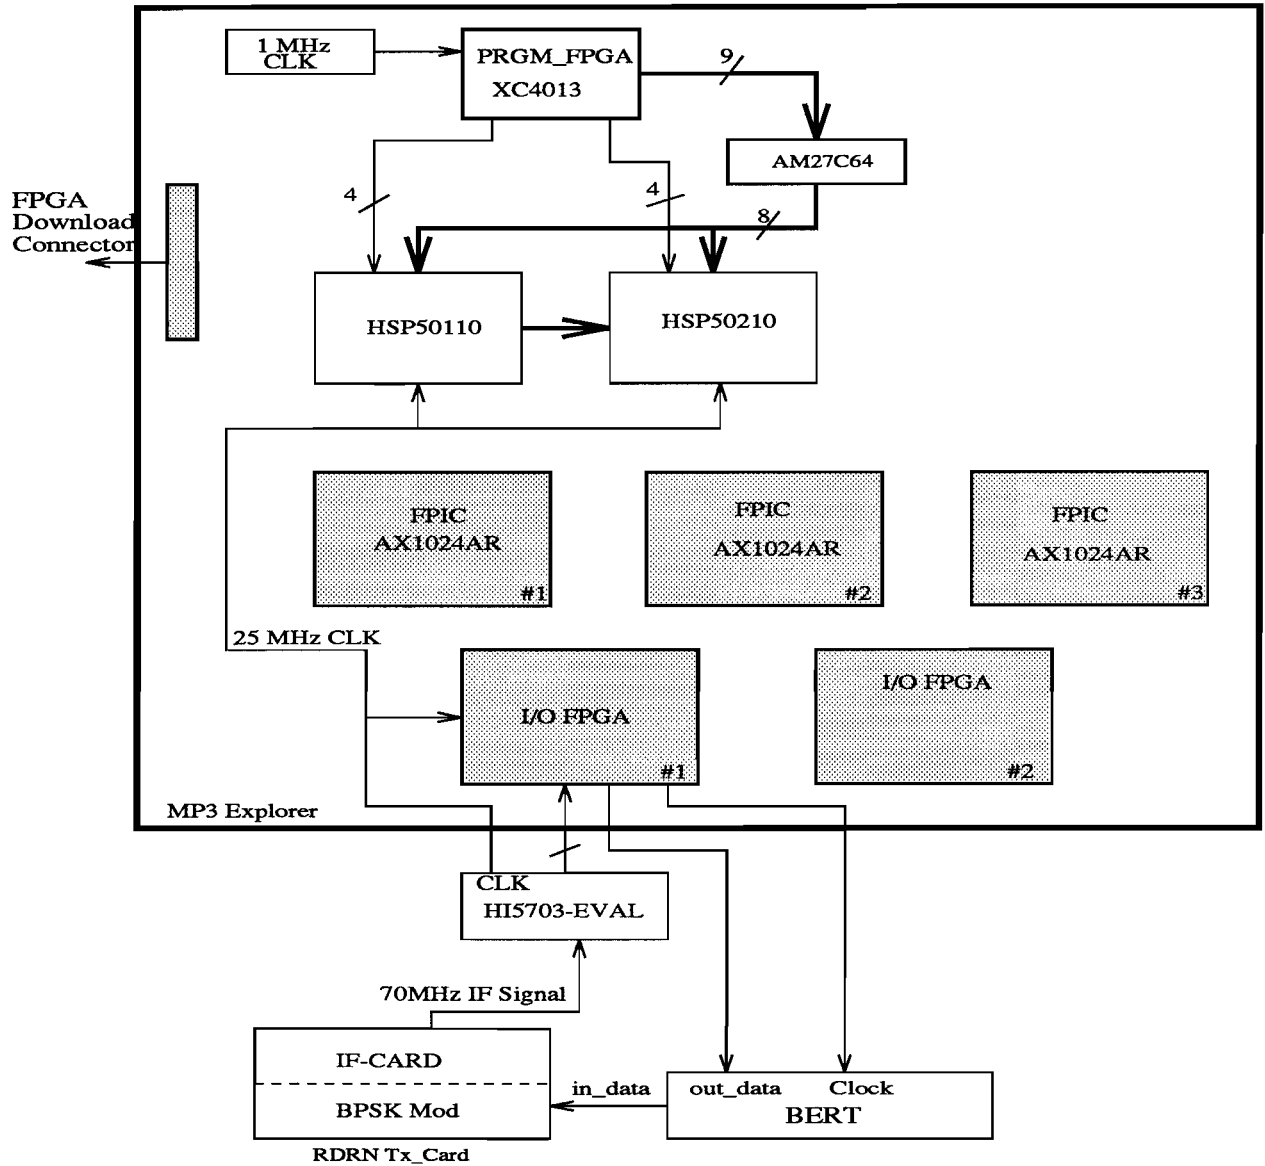 1 MHz
CLK
PRGM_FPGA
XC4013
9
AM27C64
4
4
8
FPGA
Download
Connector
HSP50110
HSP50210
FPIC
AX1024AR
#1
FPIC
AX1024AR
#2
FPIC
AX1024AR
#3
25 MHz CLK
I/O FPGA
#1
I/O FPGA
#2
MP3 Explorer
CLK
HI5703-EVAL
70MHz IF Signal
IF-CARD
BPSK Mod
RDRN Tx_Card
in_data
out_data
Clock
BERT